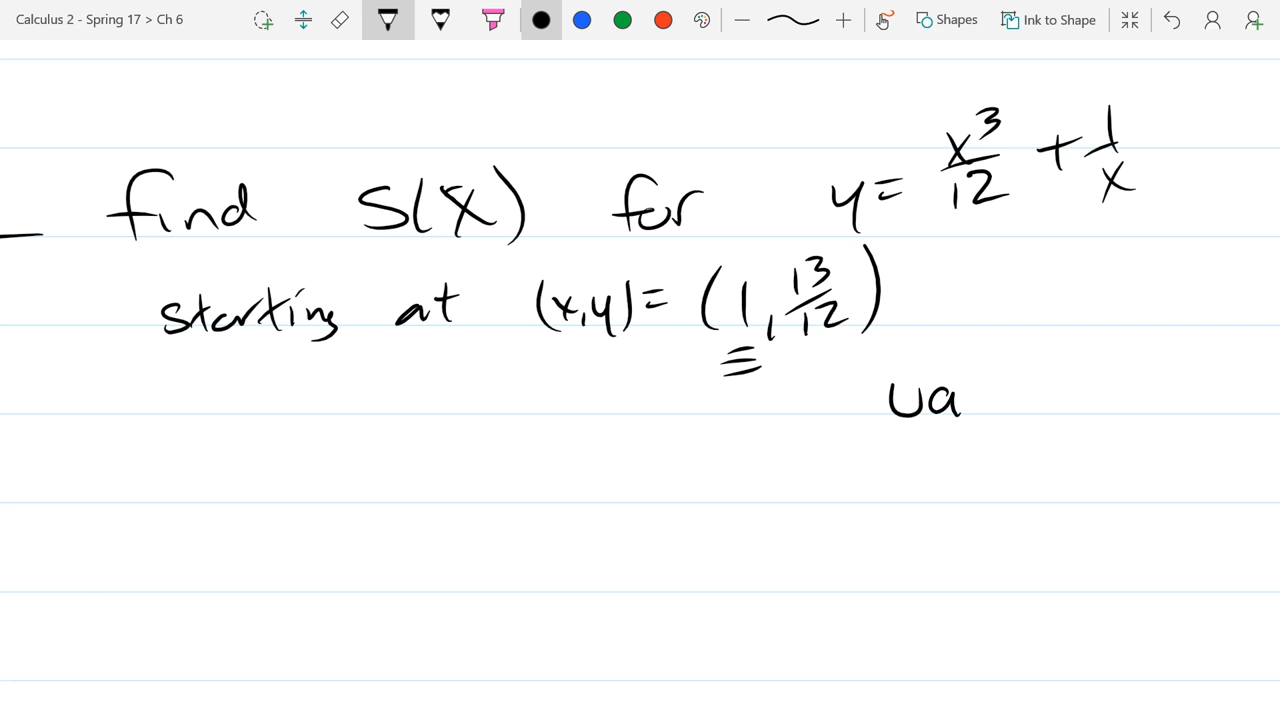 Calculus 2 - Spring 17 > Ch 6 Shapes Ink to Shape
find S(x) for y = x³/12 + 1/x
starting at (x,y) = (1, 13/12)
ua